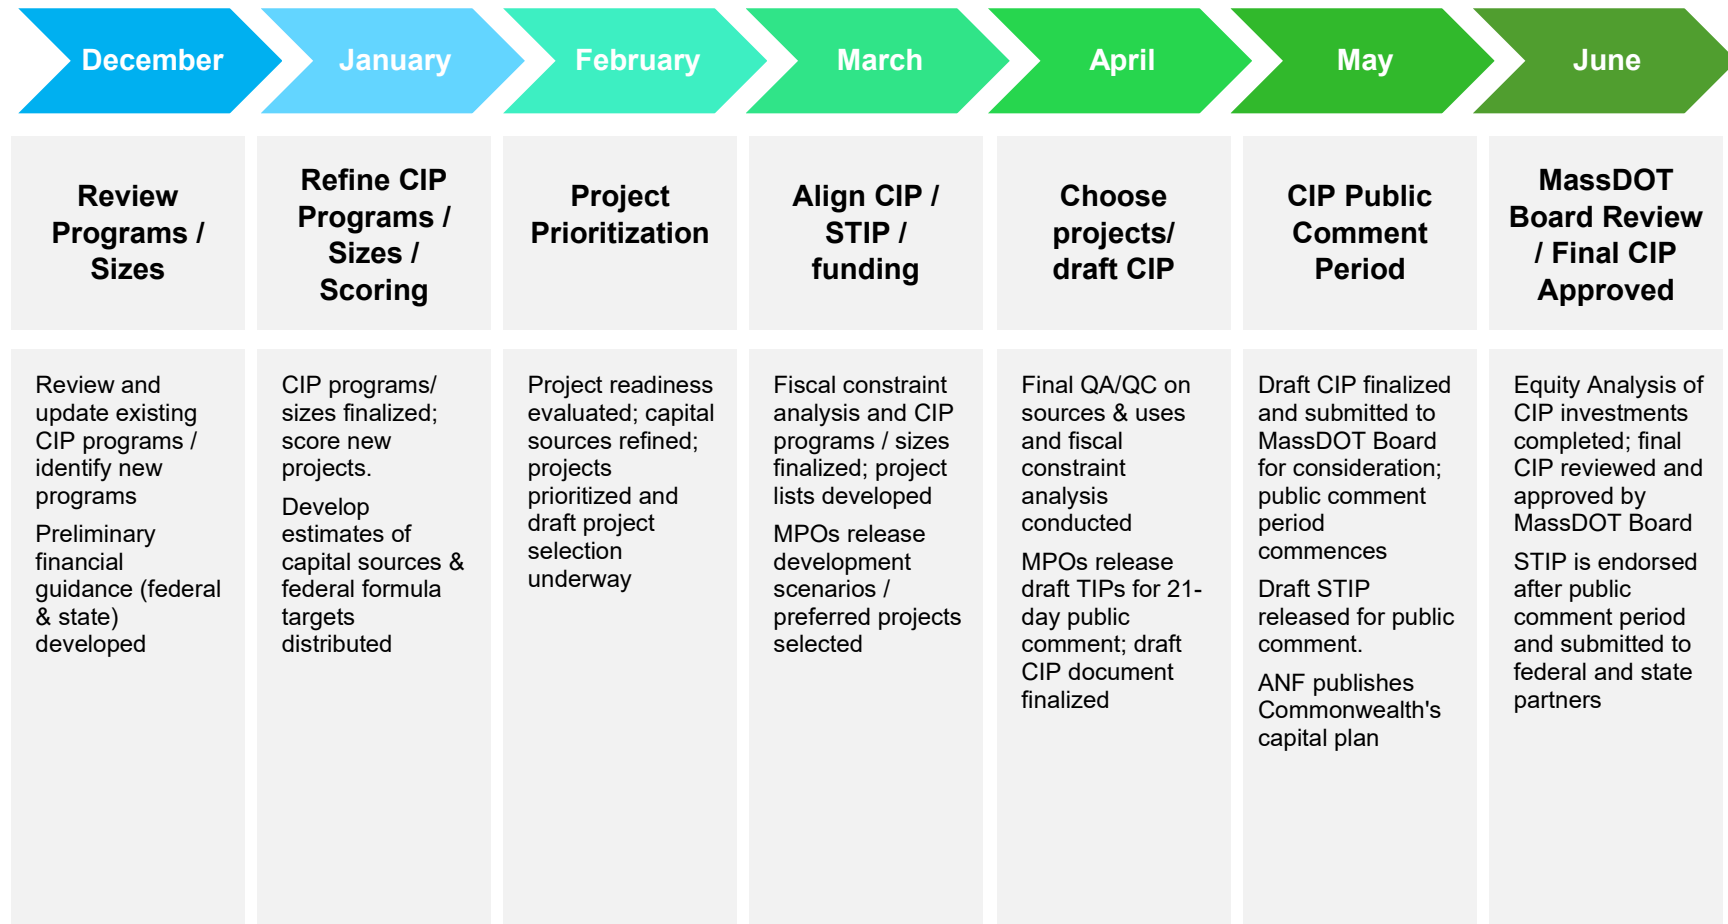 December
January
February
March
April
May
June
Review
Programs /
Sizes
Refine CIP
Programs /
Sizes /
Scoring
Project
Prioritization
Align CIP /
STIP /
funding
Choose
projects/
draft CIP
CIP Public
Comment
Period
MassDOT
Board Review
/ Final CIP
Approved
Review and
update existing
CIP programs /
identify new
programs
Preliminary
financial
guidance (federal
& state)
developed
CIP programs/
sizes finalized;
score new
projects.
Develop
estimates of
capital sources &
federal formula
targets
distributed
Project readiness
evaluated; capital
sources refined;
projects
prioritized and
draft project
selection
underway
Fiscal constraint
analysis and CIP
programs / sizes
finalized; project
lists developed
MPOs release
development
scenarios /
preferred projects
selected
Final QA/QC on
sources & uses
and fiscal
constraint
analysis
conducted
MPOs release
draft TIPs for 21-
day public
comment; draft
CIP document
finalized
Draft CIP finalized
and submitted to
MassDOT Board
for consideration;
public comment
period
commences
Draft STIP
released for public
comment.
ANF publishes
Commonwealth's
capital plan
Equity Analysis of
CIP investments
completed; final
CIP reviewed and
approved by
MassDOT Board
STIP is endorsed
after public
comment period
and submitted to
federal and state
partners